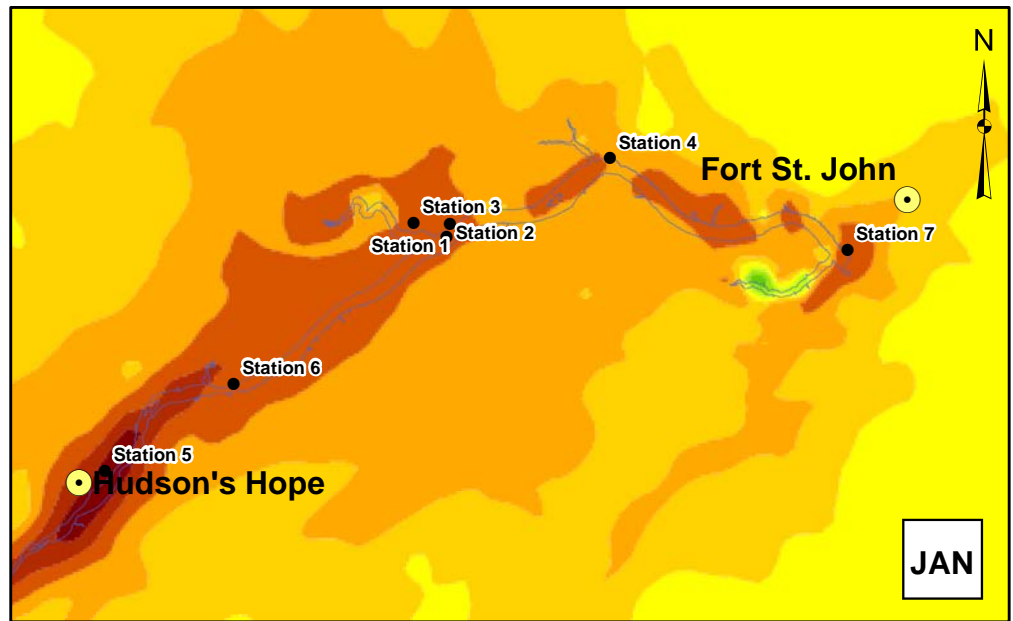 N
Station 4
Fort St. John
Station 3
Station 1
Station 2
Station 7
Station 6
Station 5
Hudson's Hope
JAN